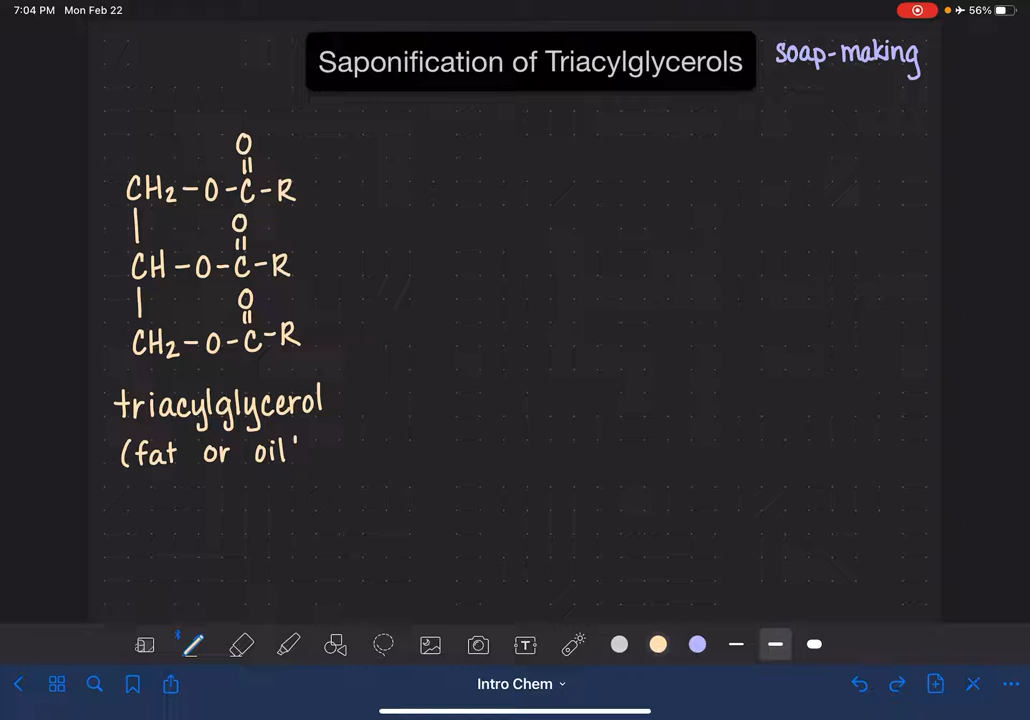 7:04 PM Mon Feb 22
56%
Saponification of Triacylglycerols
soap-making
O
CH2-O-C-R
O
CH-O-C-R
O
CH2-O-C-R
triacylglycerol
(fat or oil'
T
Intro Chem